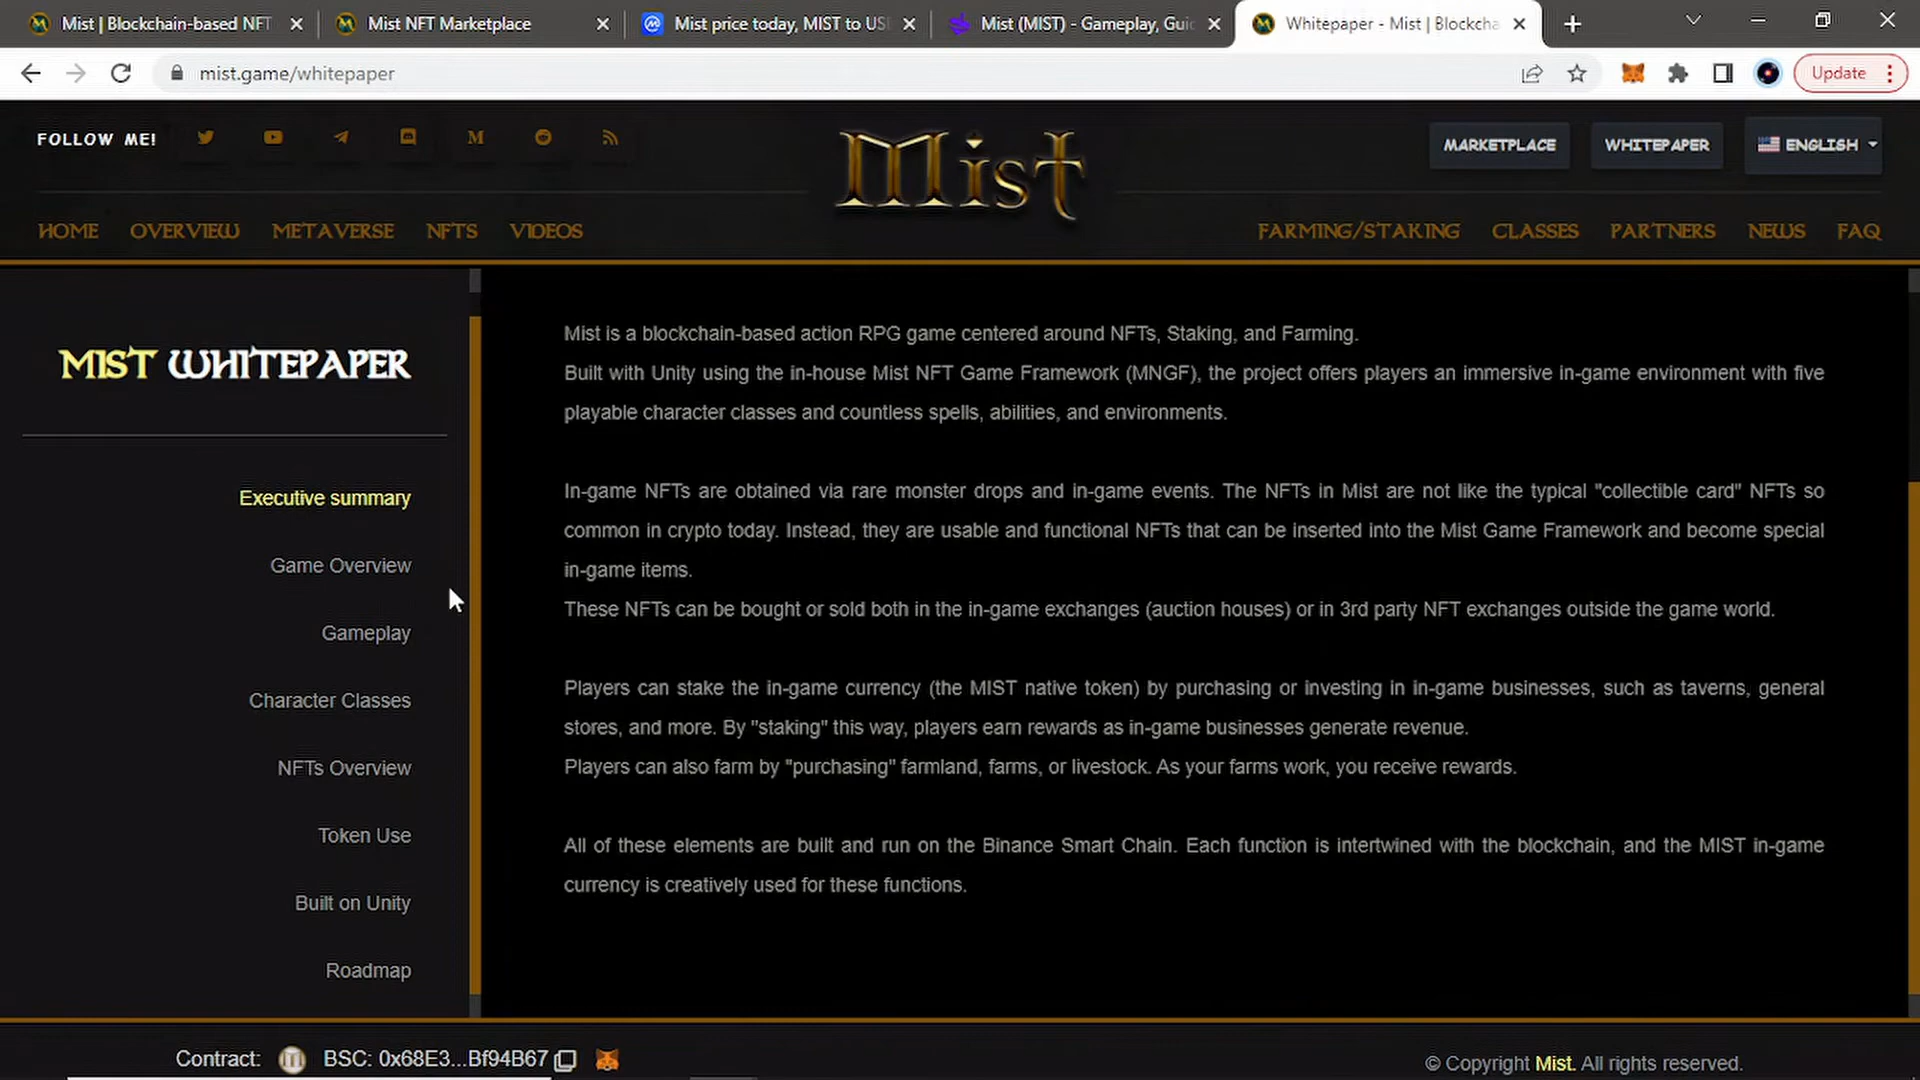 Mist | Blockchain-based NFT
Mist NFT Marketplace
Mist price today, MIST to US
Mist (MIST) - Gameplay, Gui
Whitepaper - Mist | Blockcha
mist.game/whitepaper
Update
FOLLOW ME!
Mist
MARKETPLACE
WHITEPAPER
ENGLISH
HOME
OVERVIEW
METAVERSE
NFTS
VIDEOS
FARMING/STAKING
CLASSES
PARTNERS
NEWS
FAQ
MIST WHITEPAPER
Executive summary
Game Overview
Gameplay
Character Classes
NFTs Overview
Token Use
Built on Unity
Roadmap
Mist is a blockchain-based action RPG game centered around NFTs, Staking, and Farming.
Built with Unity using the in-house Mist NFT Game Framework (MNGF), the project offers players an immersive in-game environment with five
playable character classes and countless spells, abilities, and environments.
In-game NFTs are obtained via rare monster drops and in-game events. The NFTs in Mist are not like the typical "collectible card" NFTs so
common in crypto today. Instead, they are usable and functional NFTs that can be inserted into the Mist Game Framework and become special
in-game items.
These NFTs can be bought or sold both in the in-game exchanges (auction houses) or in 3rd party NFT exchanges outside the game world.
Players can stake the in-game currency (the MIST native token) by purchasing or investing in in-game businesses, such as taverns, general
stores, and more. By "staking" this way, players earn rewards as in-game businesses generate revenue.
Players can also farm by "purchasing" farmland, farms, or livestock. As your farms work, you receive rewards.
All of these elements are built and run on the Binance Smart Chain. Each function is intertwined with the blockchain, and the MIST in-game
currency is creatively used for these functions.
Contract: BSC: 0x68E3...Bf94B67
© Copyright Mist. All rights reserved.